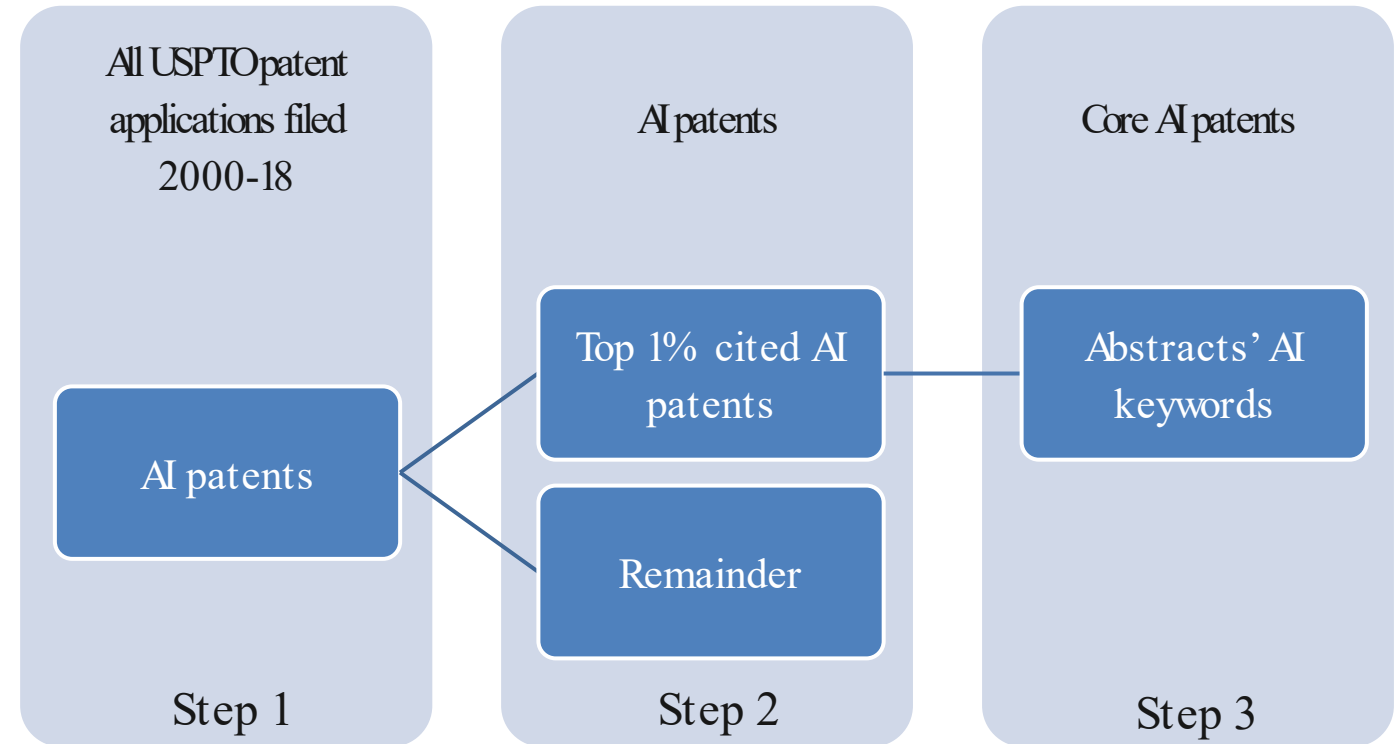 All USPTO patent
applications filed
2000-18
AI patents
Step 1
AI patents
Top 1% cited AI
patents
Remainder
Step 2
Core AI patents
Abstracts’ AI
keywords
Step 3